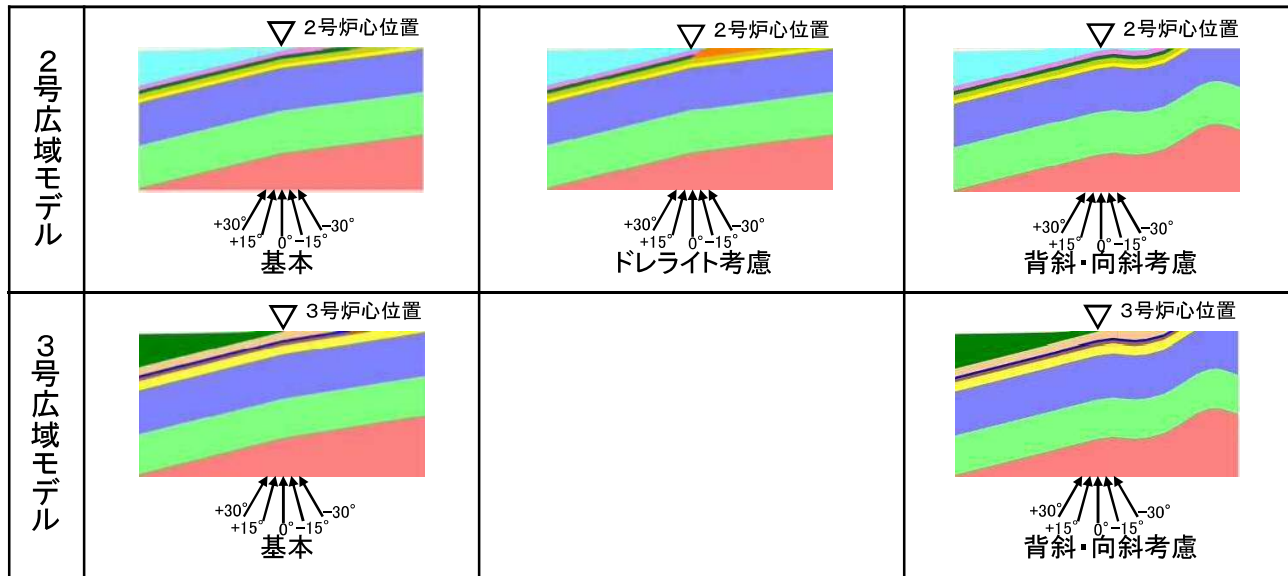 2号広域モデル
▽ 2号炉心位置
+30° +15° 0° −15° −30°
基本
▽ 2号炉心位置
+30° +15° 0° −15° −30°
ドレライト考慮
▽ 2号炉心位置
+30° +15° 0° −15° −30°
背斜・向斜考慮
3号広域モデル
▽ 3号炉心位置
+30° +15° 0° −15° −30°
基本
▽ 3号炉心位置
+30° +15° 0° −15° −30°
背斜・向斜考慮